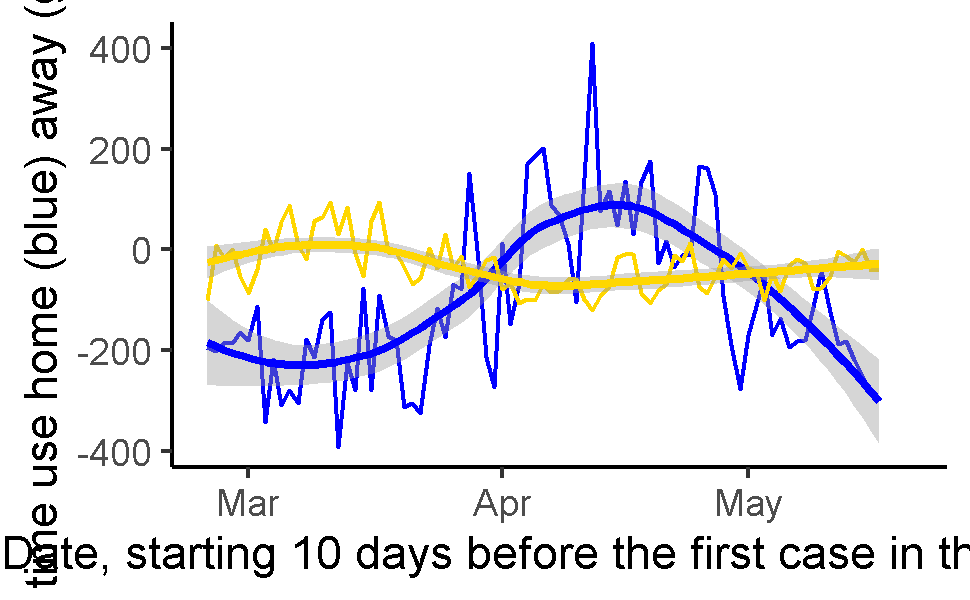 time use home (blue) away (
400
200
0
-200
-400
Mar Apr May
Date, starting 10 days before the first case in th